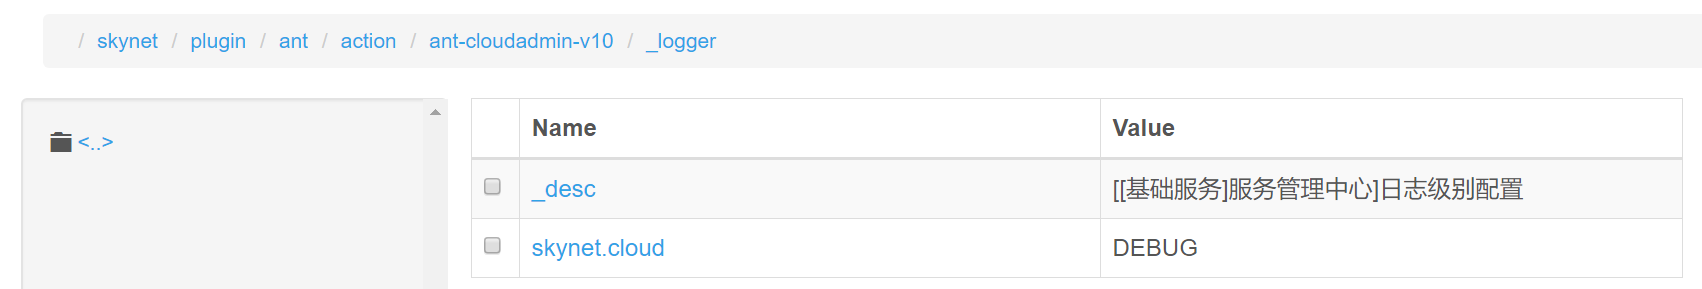 / skynet / plugin / ant / action / ant-cloudadmin-v10 / _logger
<..>
Name Value
_desc [[基础服务]服务管理中心]日志级别配置
skynet.cloud DEBUG